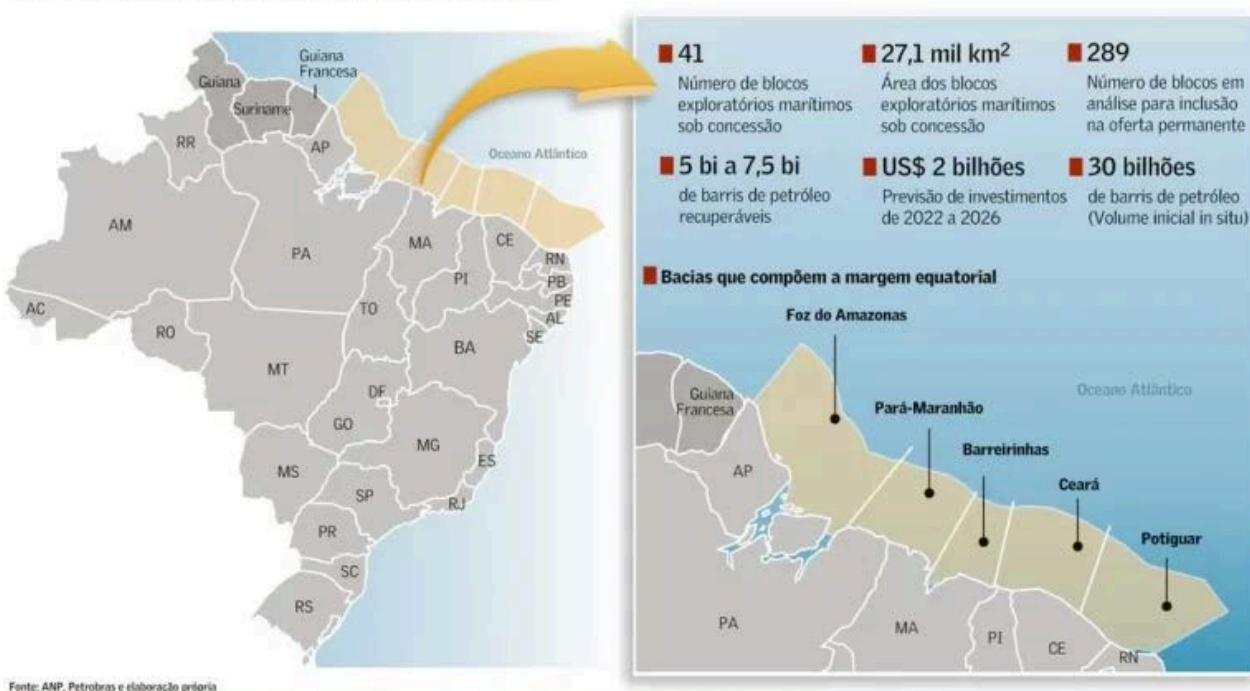 Guiana
Francesa
Guiana
Suriname
RR
AP
Oceano Atlântico
AM
PA
MA
CE
RN
PI
PB
PE
AC
TO
AL
RO
SE
BA
MT
DF
GO
MG
ES
MS
SP
RJ
PR
SC
RS
Fonte: ANP, Petrobras e elaboração própria
41
Número de blocos
exploratórios marítimos
sob concessão
27,1 mil km²
Área dos blocos
exploratórios marítimos
sob concessão
289
Número de blocos em
análise para inclusão
na oferta permanente
5 bi a 7,5 bi
de barris de petróleo
recuperáveis
US$ 2 bilhões
Previsão de investimentos
de 2022 a 2026
30 bilhões
de barris de petróleo
(Volume inicial in situ)
Bacias que compõem a margem equatorial
Foz do Amazonas
Oceano Atlântico
Guiana
Francesa
Pará-Maranhão
Barreirinhas
AP
Ceará
Potiguar
PA
MA
PI
CE
RN